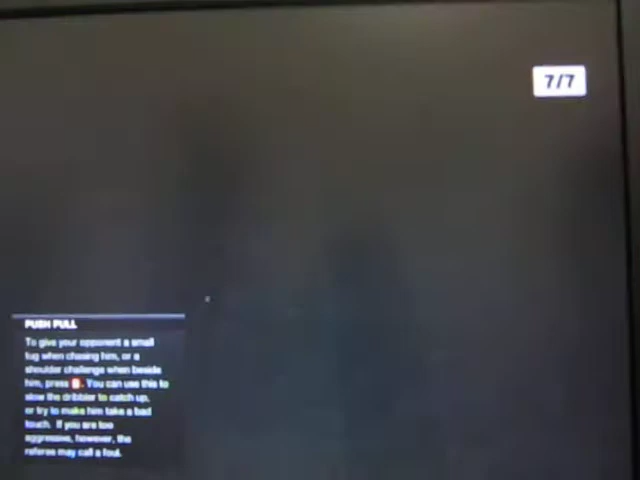 7/7
PUSH PULL
To give your opponent a small
tug when chasing him, or a
shoulder challenge when beside
him, press B. You can use this to
slow the dribbler to catch up,
or try to make him take a bad
touch. If you are too
aggressive, however, the
referee may call a foul.